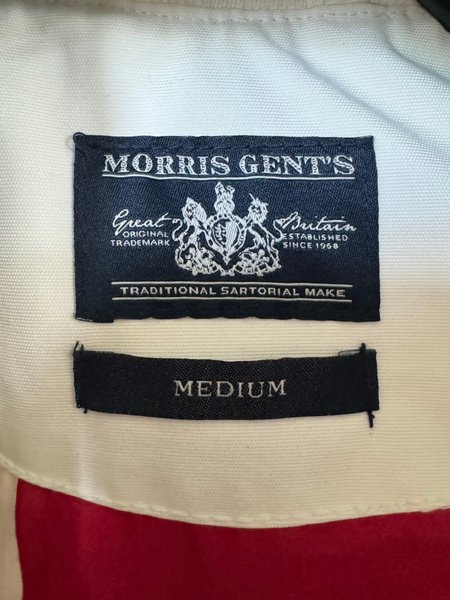 MORRIS GENT'S
Great Britain
ORIGINAL ESTABLISHED
TRADEMARK SINCE 1968
TRADITIONAL SARTORIAL MAKE
MEDIUM